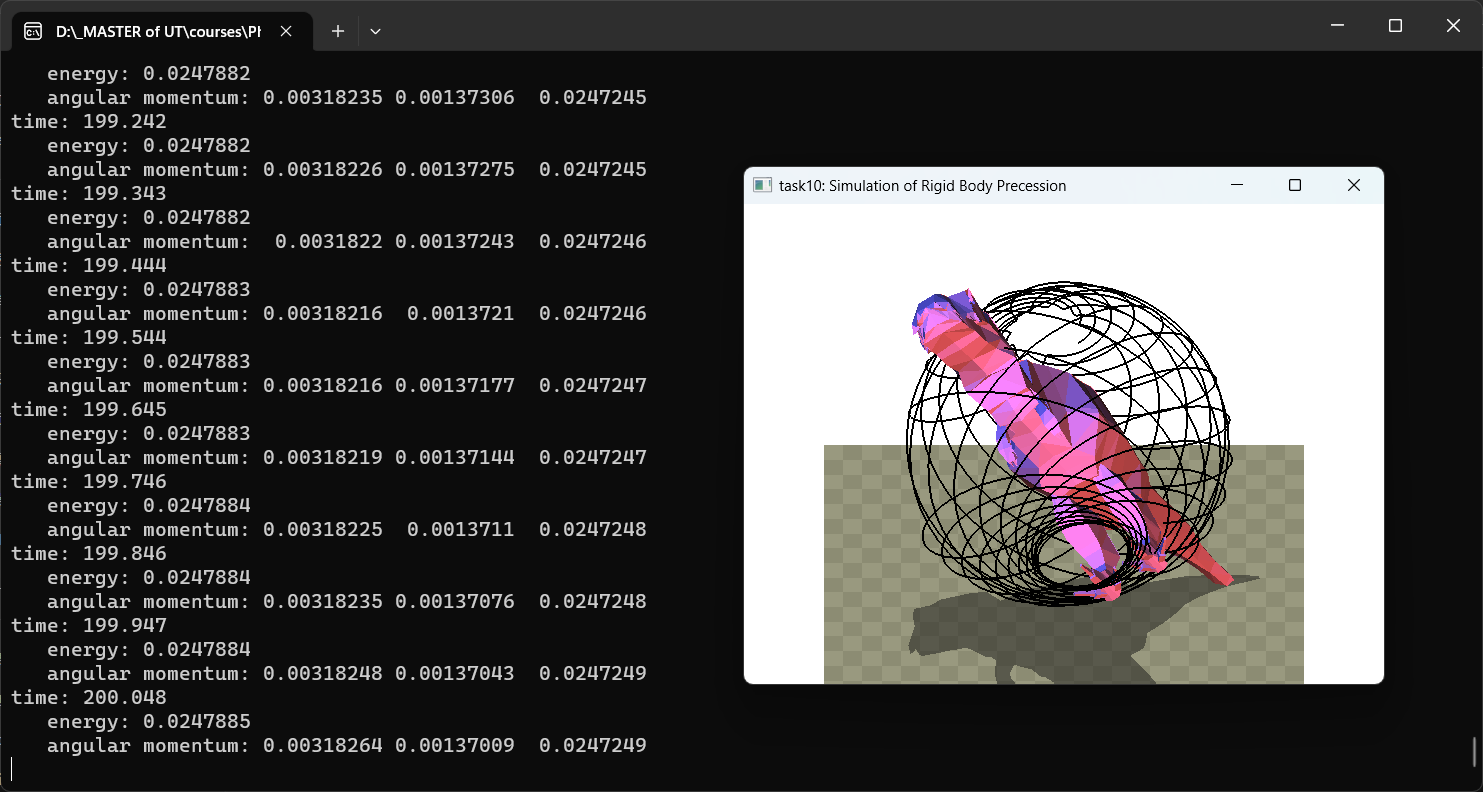 D:\_MASTER of UT\courses\Ph
energy: 0.0247882
angular momentum: 0.00318235 0.00137306 0.0247245
time: 199.242
energy: 0.0247882
angular momentum: 0.00318226 0.00137275 0.0247245
time: 199.343
energy: 0.0247882
angular momentum: 0.0031822 0.00137243 0.0247246
time: 199.444
energy: 0.0247883
angular momentum: 0.00318216 0.0013721 0.0247246
time: 199.544
energy: 0.0247883
angular momentum: 0.00318216 0.00137177 0.0247247
time: 199.645
energy: 0.0247883
angular momentum: 0.00318219 0.00137144 0.0247247
time: 199.746
energy: 0.0247884
angular momentum: 0.00318225 0.0013711 0.0247248
time: 199.846
energy: 0.0247884
angular momentum: 0.00318235 0.00137076 0.0247248
time: 199.947
energy: 0.0247884
angular momentum: 0.00318248 0.00137043 0.0247249
time: 200.048
energy: 0.0247885
angular momentum: 0.00318264 0.00137009 0.0247249
task10: Simulation of Rigid Body Precession